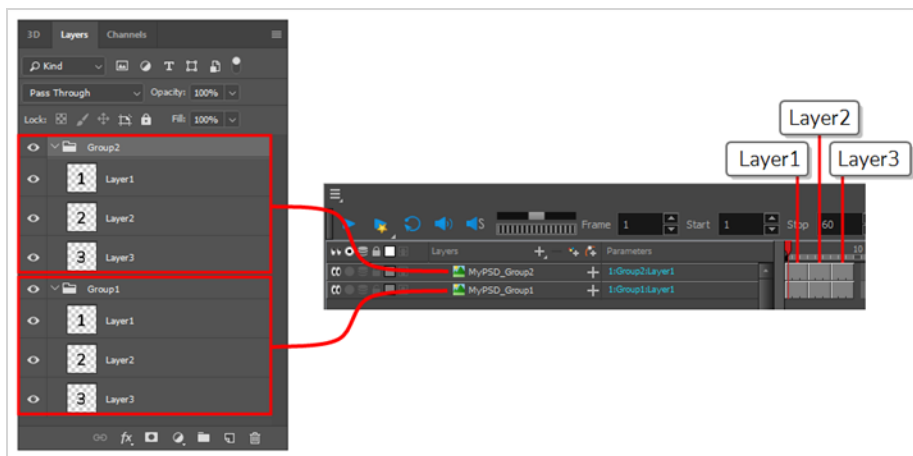 3D Layers Channels
Kind
Pass Through Opacity: 100%
Lock: Fill: 100%
Group2
1 Layer1
2 Layer2
3 Layer3
Group1
1 Layer1
2 Layer2
3 Layer3
fx
Layer2
Layer1 Layer3
S Frame 1 Start 1 Stop 60
Layers Parameters 10
MyPSD_Group2 1:Group2:Layer1
MyPSD_Group1 1:Group1:Layer1